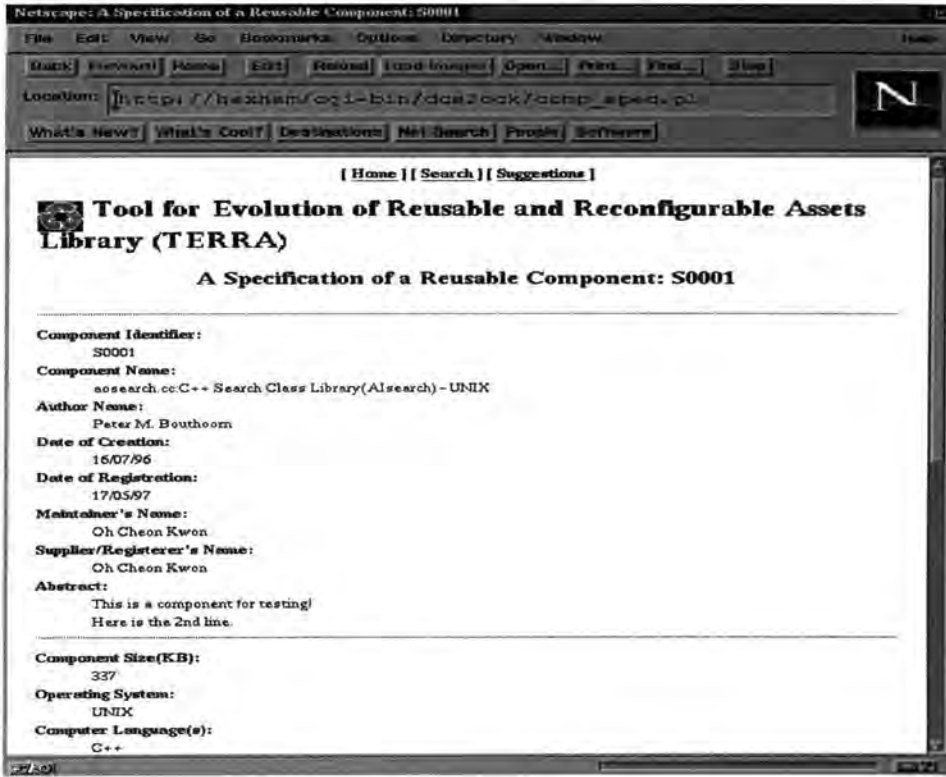 Netscape: A Specification of a Reusable Component: S0001
File Edit View Go Bookmarks Options Directory Window
Back Forward Home Edit Reload Load Images Open... Print... Find... Stop
Location: http://hexham/cgi-bin/
What's New? What's Cool? Destinations Net Search People Software
N
[ Home ] [ Search ] [ Suggestions ]
Tool for Evolution of Reusable and Reconfigurable Assets
Library (TERRA)
A Specification of a Reusable Component: S0001
Component Identifier:
S0001
Component Name:
aosearch.cc:C++ Search Class Library(AIsearch) - UNIX
Author Name:
Peter M. Bouthoorn
Date of Creation:
16/07/96
Date of Registration:
17/05/97
Maintainer's Name:
Oh Cheon Kwon
Supplier/Registerer's Name:
Oh Cheon Kwon
Abstract:
This is a component for testing!
Here is the 2nd line.
Component Size(KB):
337
Operating System:
UNIX
Computer Language(s):
C++